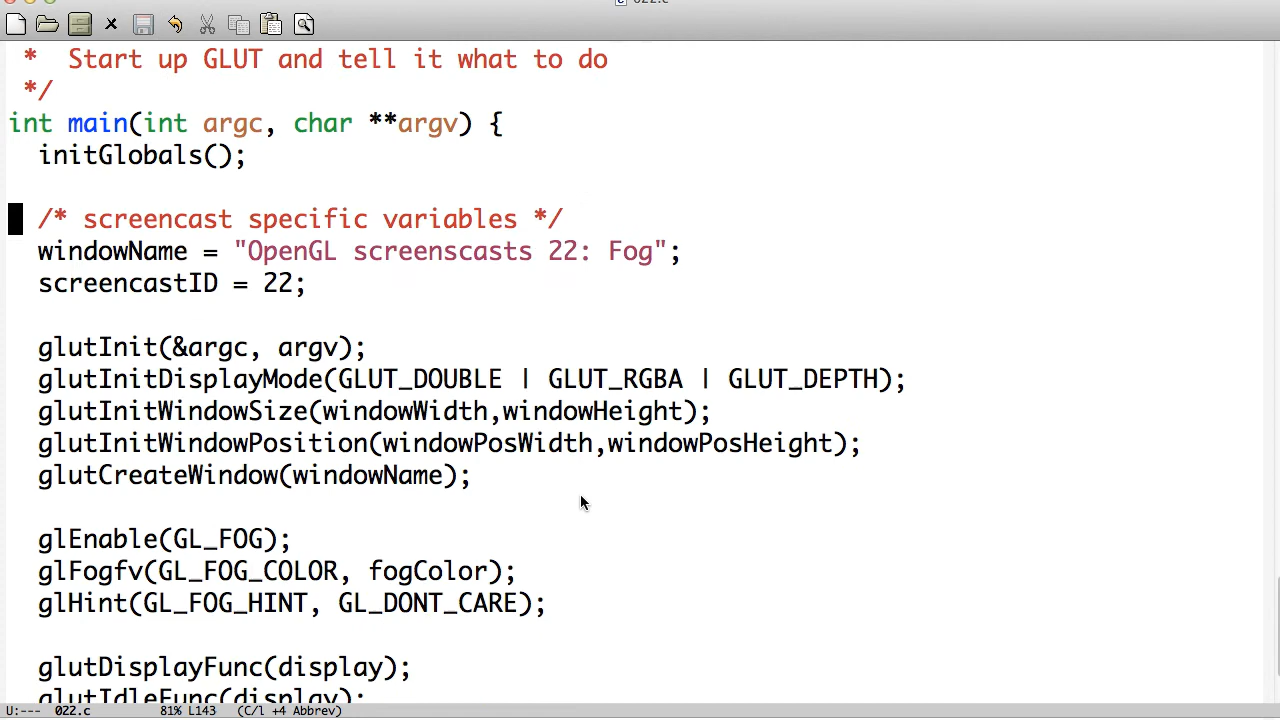 022.c
*  Start up GLUT and tell it what to do
*/
int main(int argc, char **argv) {
initGlobals();
/* screencast specific variables */
windowName = "OpenGL screenscasts 22: Fog";
screencastID = 22;
glutInit(&argc, argv);
glutInitDisplayMode(GLUT_DOUBLE | GLUT_RGBA | GLUT_DEPTH);
glutInitWindowSize(windowWidth,windowHeight);
glutInitWindowPosition(windowPosWidth,windowPosHeight);
glutCreateWindow(windowName);
glEnable(GL_FOG);
glFogfv(GL_FOG_COLOR, fogColor);
glHint(GL_FOG_HINT, GL_DONT_CARE);
glutDisplayFunc(display);
glutIdleFunc(display);
U:---  022.c  81% L143  (C/l +4 Abbrev)